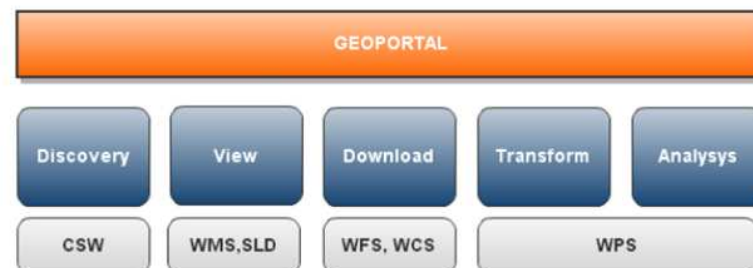 GEOPORTAL
Discovery View Download Transform Analysys
CSW WMS,SLD WFS, WCS WPS